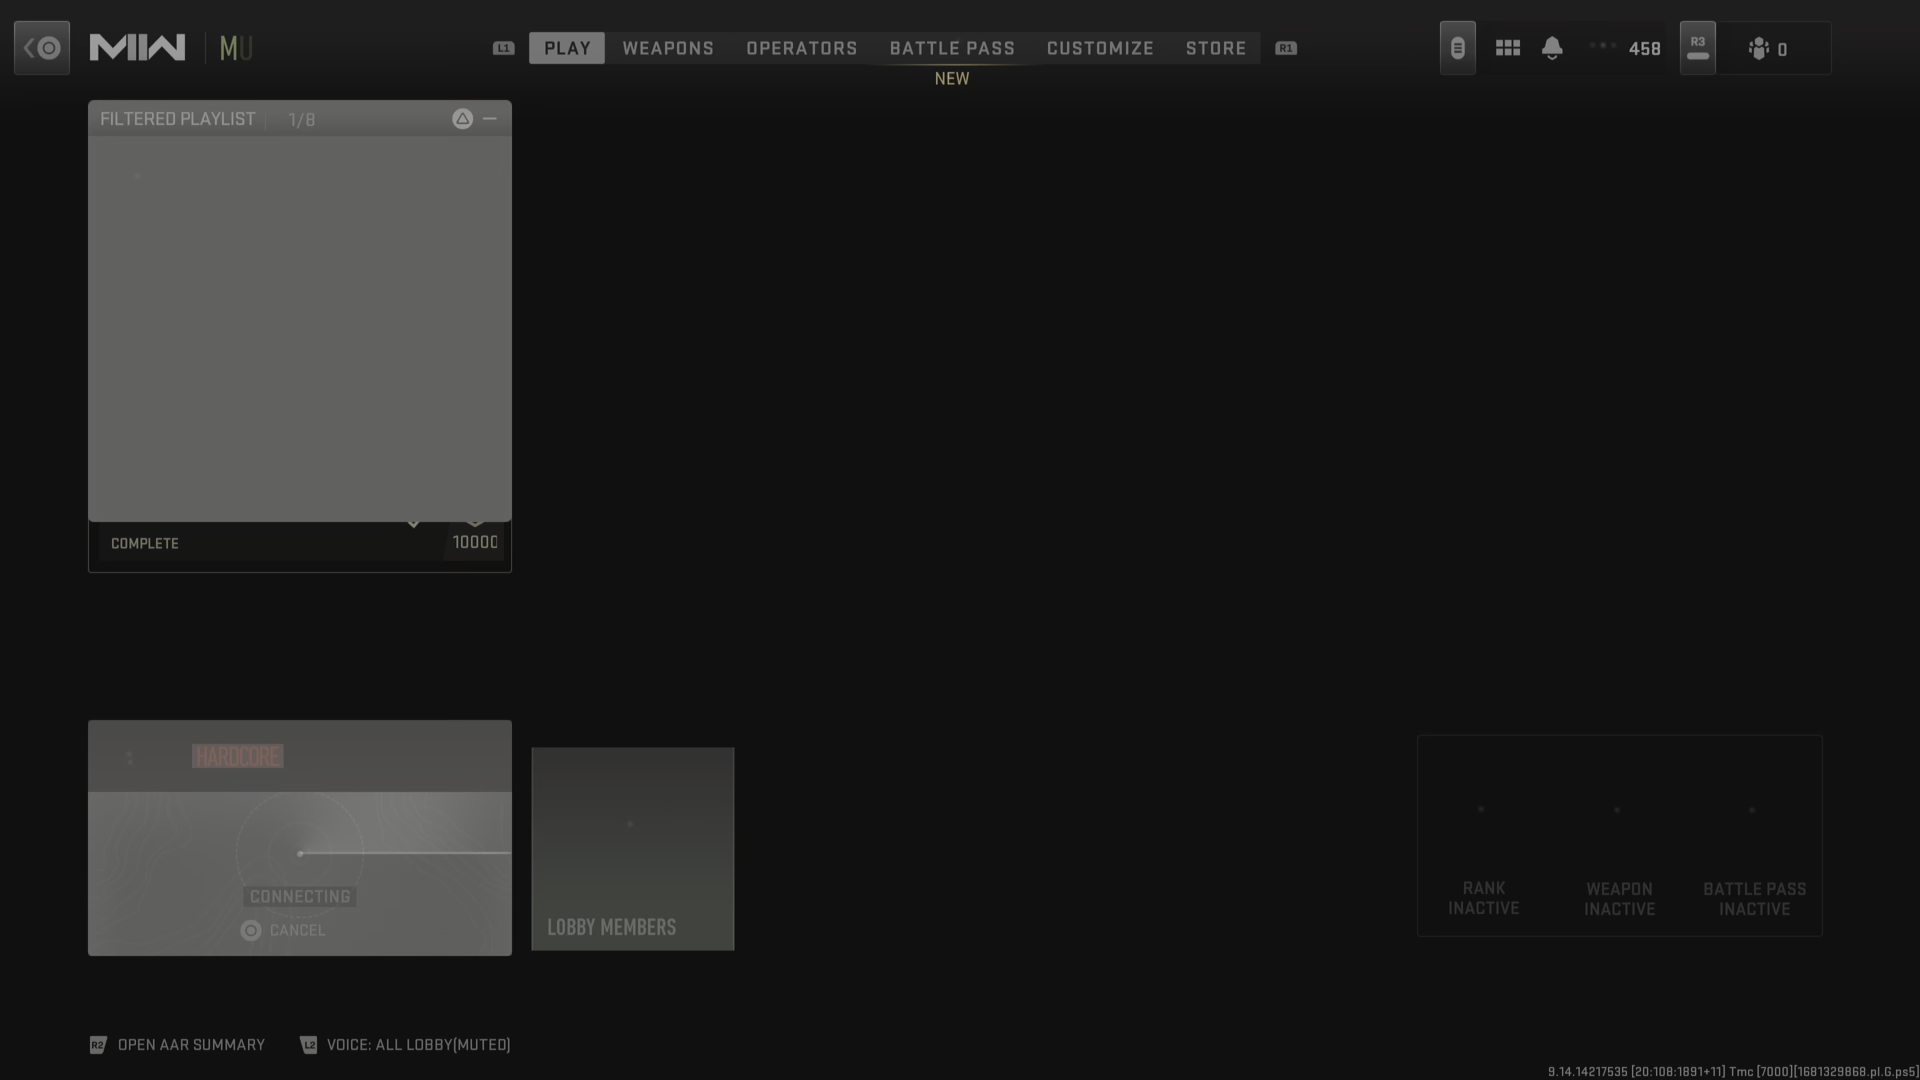 MW MU
L1 PLAY WEAPONS OPERATORS BATTLE PASS CUSTOMIZE STORE R1
NEW
458 R3 0
FILTERED PLAYLIST 1/8
COMPLETE 10000
HARDCORE
CONNECTING
CANCEL
LOBBY MEMBERS
RANK INACTIVE
WEAPON INACTIVE
BATTLE PASS INACTIVE
R2 OPEN AAR SUMMARY L2 VOICE: ALL LOBBY(MUTED)
9.14.14217535 [20:108:1891+11] Tmc [7000][1681329868.pl.G.ps5]